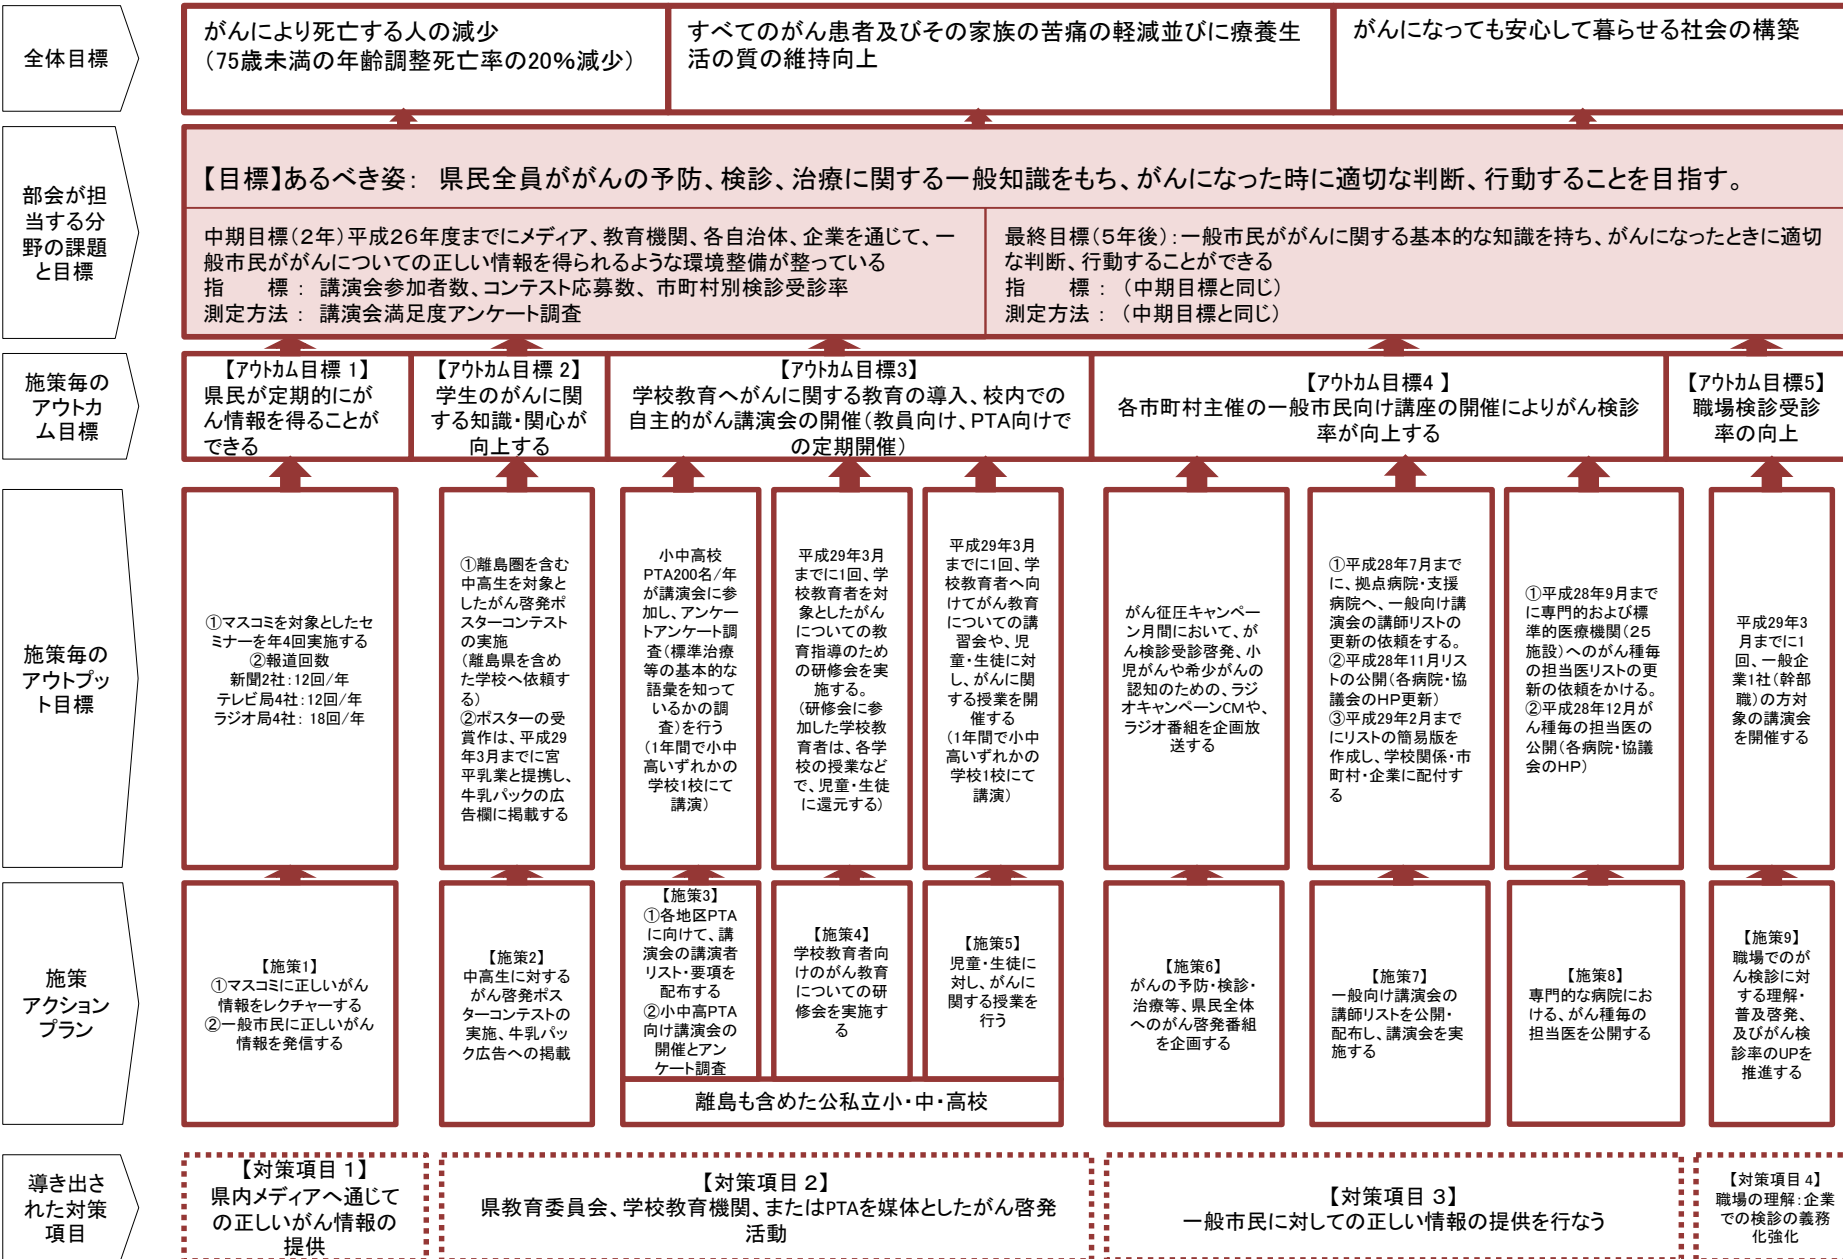 全体目標
がんにより死亡する人の減少
（75歳未満の年齢調整死亡率の20%減少）
すべてのがん患者及びその家族の苦痛の軽減並びに療養生
活の質の維持向上
がんになっても安心して暮らせる社会の構築
部会が担
当する分
野の課題
と目標
【目標】あるべき姿： 県民全員ががんの予防、検診、治療に関する一般知識をもち、がんになった時に適切な判断、行動することを目指す。
中期目標（２年）平成２６年度までにメディア、教育機関、各自治体、企業を通じて、一
般市民ががんについての正しい情報を得られるような環境整備が整っている
指　　標 ： 講演会参加者数、コンテスト応募数、市町村別検診受診率
測定方法 ： 講演会満足度アンケート調査
最終目標（５年後）：一般市民ががんに関する基本的な知識を持ち、がんになったときに適切
な判断、行動することができる
指　　標 ： （中期目標と同じ）
測定方法 ： （中期目標と同じ）
施策毎の
アウトカ
ム目標
【アウトカム目標 1】
県民が定期的にが
ん情報を得ることが
できる
【アウトカム目標 2】
学生のがんに関
する知識・関心が
向上する
【アウトカム目標3】
学校教育へがんに関する教育の導入、校内での
自主的がん講演会の開催（教員向け、PTA向けで
の定期開催）
【アウトカム目標4 】
各市町村主催の一般市民向け講座の開催によりがん検診
率が向上する
【アウトカム目標5】
職場検診受診
率の向上
施策毎の
アウトプッ
ト目標
①マスコミを対象としたセ
ミナーを年4回実施する
②報道回数
新聞2社：12回/年
テレビ局4社：12回/年
ラジオ局4社： 18回/年
①離島圏を含む
中高生を対象と
したがん啓発ポ
スターコンテスト
の実施
（離島県を含め
た学校へ依頼す
る）
②ポスターの受
賞作は、平成29
年3月までに宮
平乳業と提携し、
牛乳パックの広
告欄に掲載する
小中高校
PTA200名/年
が講演会に参
加し、アンケー
トアンケート調
査（標準治療
等の基本的な
語彙を知って
いるかの調
査）を行う
（1年間で小中
高いずれかの
学校1校にて
講演）
平成29年3月
までに1回、学
校教育者を対
象としたがん
についての教
育指導のため
の研修会を実
施する。
（研修会に参
加した学校教
育者は、各学
校の授業など
で、児童・生徒
に還元する）
平成29年3月
までに1回、学
校教育者へ向
けてがん教育
についての講
習会や、児
童・生徒に対
し、がんに関
する授業を開
催する
（1年間で小中
高いずれかの
学校1校にて
講演）
がん征圧キャンペー
ン月間において、が
ん検診受診啓発、小
児がんや希少がんの
認知のための、ラジ
オキャンペーンCMや、
ラジオ番組を企画放
送する
①平成28年7月まで
に、拠点病院・支援
病院へ、一般向け講
演会の講師リストの
更新の依頼をする。
②平成28年11月リス
トの公開（各病院・協
議会のHP更新）
③平成29年2月まで
にリストの簡易版を
作成し、学校関係・市
町村・企業に配付す
る
①平成28年9月まで
に専門的および標
準的医療機関（25
施設）へのがん種毎
の担当医リストの更
新の依頼をかける。
②平成28年12月が
ん種毎の担当医の
公開（各病院・協議
会のHP）
平成29年3
月までに1
回、一般企
業1社（幹部
職）の方対
象の講演会
を開催する
施策
アクション
プラン
【施策1】
①マスコミに正しいがん
情報をレクチャーする
②一般市民に正しいがん
情報を発信する
【施策2】
中高生に対する
がん啓発ポス
ターコンテストの
実施、牛乳パッ
ク広告への掲載
【施策3】
①各地区PTA
に向けて、講
演会の講演者
リスト・要項を
配布する
②小中高PTA
向け講演会の
開催とアン
ケート調査
【施策4】
学校教育者向
けのがん教育
についての研
修会を実施す
る
【施策5】
児童・生徒に
対し、がんに
関する授業を
行う
離島も含めた公私立小・中・高校
【施策6】
がんの予防・検診・
治療等、県民全体
へのがん啓発番組
を企画する
【施策7】
一般向け講演会の
講師リストを公開・
配布し、講演会を実
施する
【施策8】
専門的な病院にお
ける、がん種毎の
担当医を公開する
【施策9】
職場でのが
ん検診に対
する理解・
普及啓発、
及びがん検
診率のUPを
推進する
導き出さ
れた対策
項目
【対策項目 1】
県内メディアへ通じて
の正しいがん情報の
提供
【対策項目 2】
県教育委員会、学校教育機関、またはPTAを媒体としたがん啓発
活動
【対策項目 3】
一般市民に対しての正しい情報の提供を行なう
【対策項目 4】
職場の理解：企業
での検診の義務
化強化